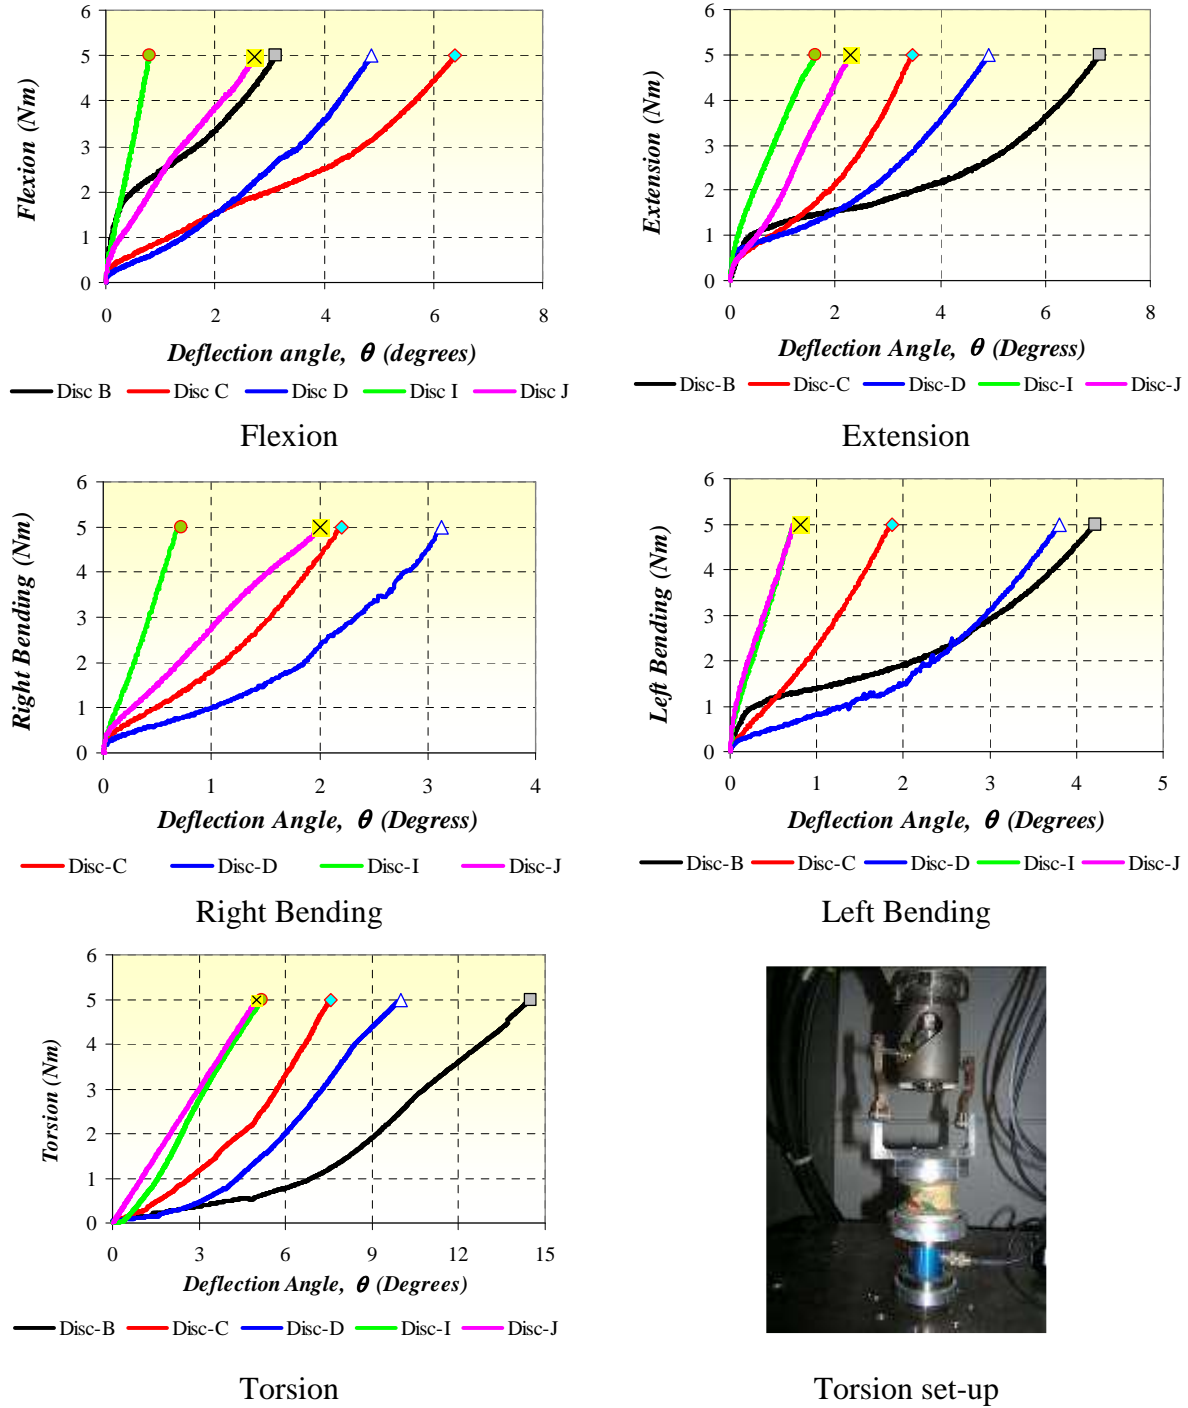 6
5
4
3
2
1
0
Flexion (Nm)
0 2 4 6 8
Deflection angle, θ (degrees)
Disc B Disc C Disc D Disc I Disc J
Flexion
6
5
4
3
2
1
0
Extension (Nm)
0 2 4 6 8
Deflection Angle, θ (Degress)
Disc-B Disc-C Disc-D Disc-I Disc-J
Extension
6
5
4
3
2
1
0
Right Bending (Nm)
0 1 2 3 4
Deflection Angle, θ (Degress)
Disc-C Disc-D Disc-I Disc-J
Right Bending
6
5
4
3
2
1
0
Left Bending (Nm)
0 1 2 3 4 5
Deflection Angle, θ (Degrees)
Disc-B Disc-C Disc-D Disc-I Disc-J
Left Bending
6
5
4
3
2
1
0
Torsion (Nm)
0 3 6 9 12 15
Deflection Angle, θ (Degrees)
Disc-B Disc-C Disc-D Disc-I Disc-J
Torsion
Torsion set-up